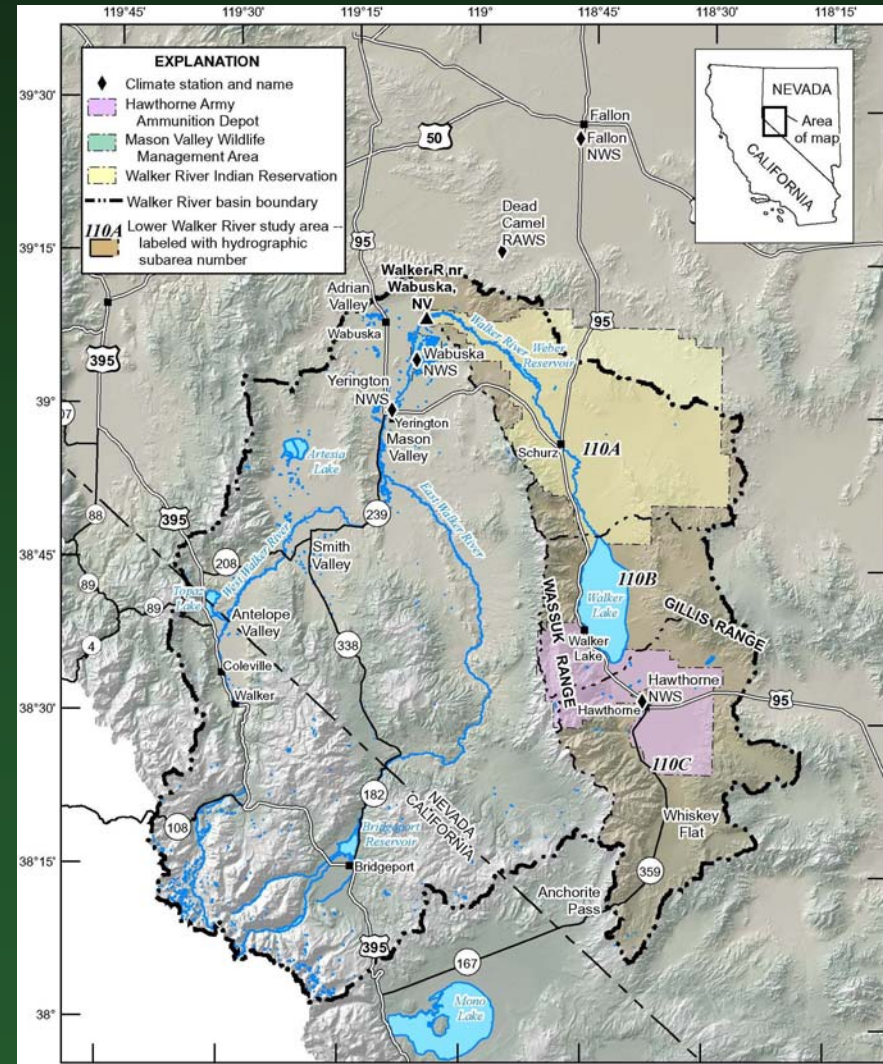 119°45'
119°30'
119°15'
119°
118°45'
118°30'
118°15'
39°30'
39°15'
39°
38°45'
38°30'
38°15'
38°
EXPLANATION
Climate station and name
Hawthorne Army
Ammunition Depot
Mason Valley Wildlife
Management Area
Walker River Indian Reservation
Walker River basin boundary
110A Lower Walker River study area --
labeled with hydrographic
subarea number
NEVADA
Area
of map
CALIFORNIA
50
Fallon
Fallon
NWS
Dead
Camel
RAWS
95
Walker R nr
Wabuska,
NV
Adrian
Valley
Wabuska
Walker River
Weber
Reservoir
95
395
Wabuska
NWS
Yerington
NWS
Yerington
Mason
Valley
Schurz
110A
Artesia
Lake
East Walker River
88
395
239
208
West Walker River
Smith
Valley
89
89
Topaz
Lake
Antelope
Valley
4
338
Coleville
Walker
WASSUK RANGE
110B
Walker
Lake
GILLIS RANGE
Walker
Lake
Hawthorne
NWS
Hawthorne
95
110C
NEVADA
CALIFORNIA
182
108
Bridgeport
Reservoir
Bridgeport
Whiskey
Flat
359
Anchorite
Pass
395
167
Mono
Lake